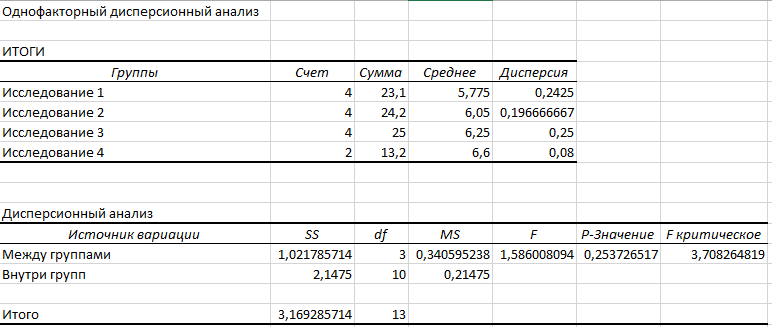 Однофакторный дисперсионный анализ
ИТОГИ
Группы Счет Сумма Среднее Дисперсия
Исследование 1 4 23,1 5,775 0,2425
Исследование 2 4 24,2 6,05 0,196666667
Исследование 3 4 25 6,25 0,25
Исследование 4 2 13,2 6,6 0,08
Дисперсионный анализ
Источник вариации SS df MS F P-Значение F критическое
Между группами 1,021785714 3 0,340595238 1,586008094 0,253726517 3,708264819
Внутри групп 2,1475 10 0,21475
Итого 3,169285714 13